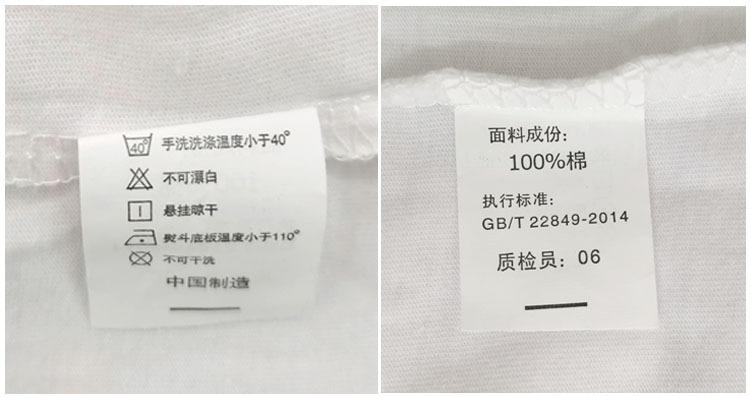 40°
手洗洗涤温度小于40°
不可漂白
悬挂晾干
熨斗底板温度小于110°
不可干洗
中国制造
面料成份：
100%棉
执行标准：
GB/T 22849-2014
质检员：06